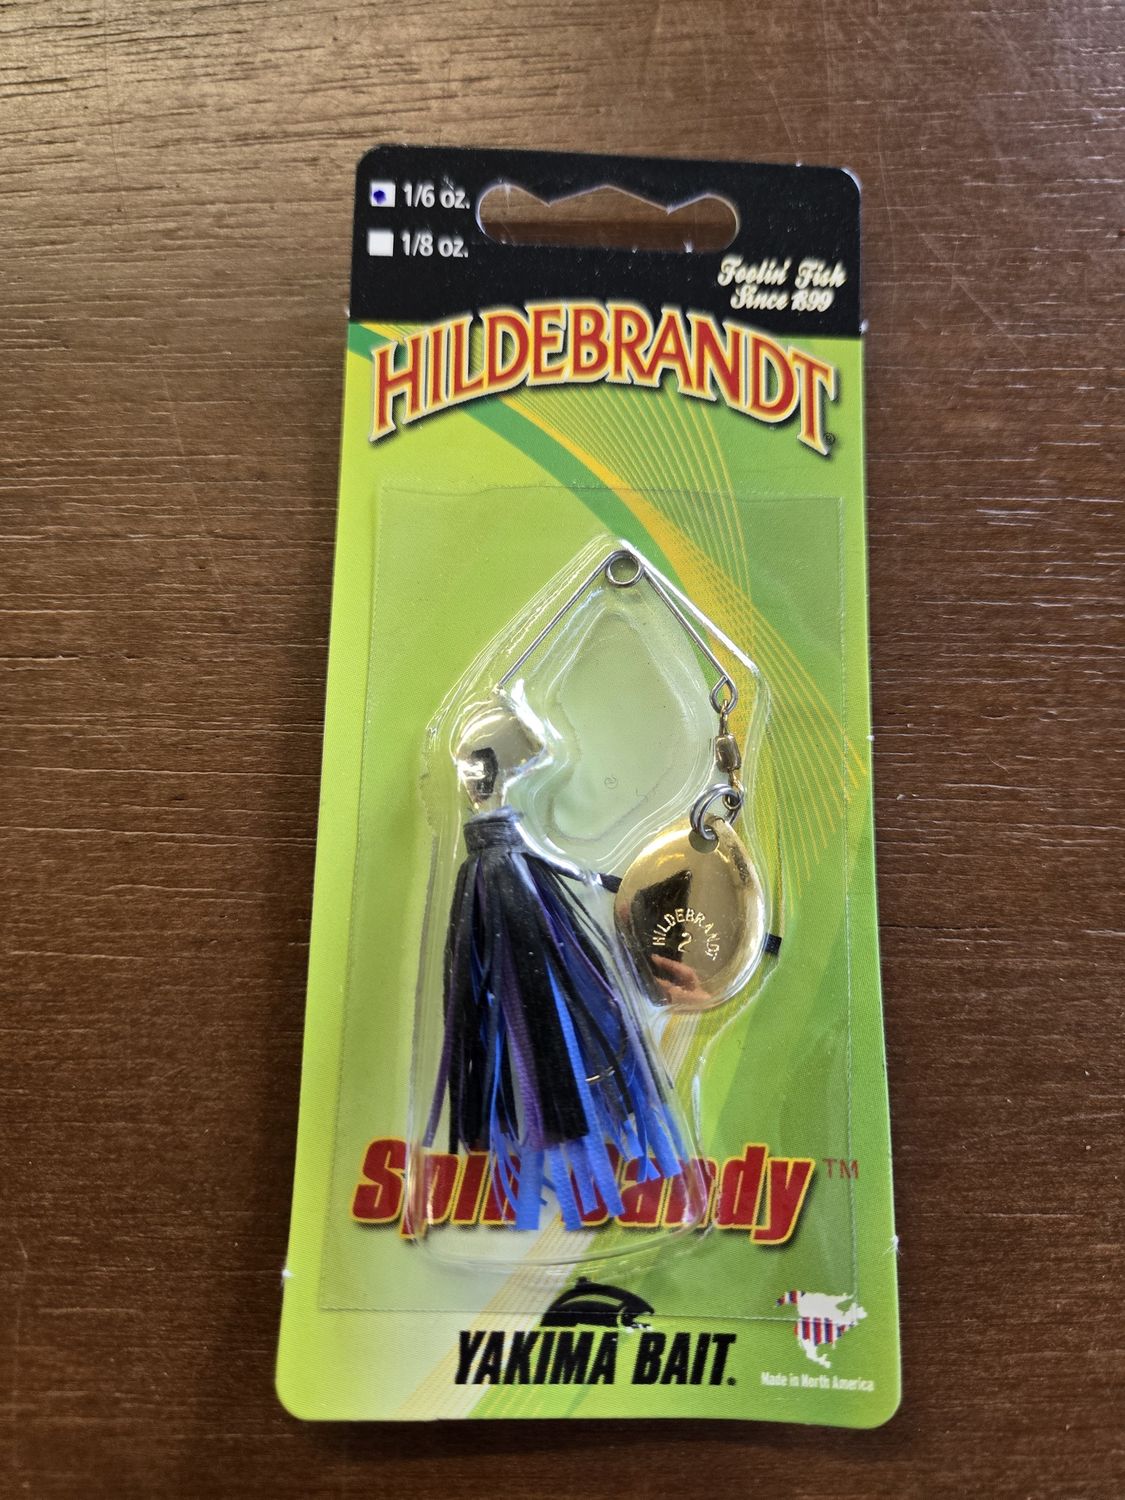 1/6 oz.
1/8 oz.
Foolin' Fish
Since 1899
HILDEBRANDT®
HILDEBRANDT
2
Spin Dandy™
YAKIMA BAIT.
Made in North America